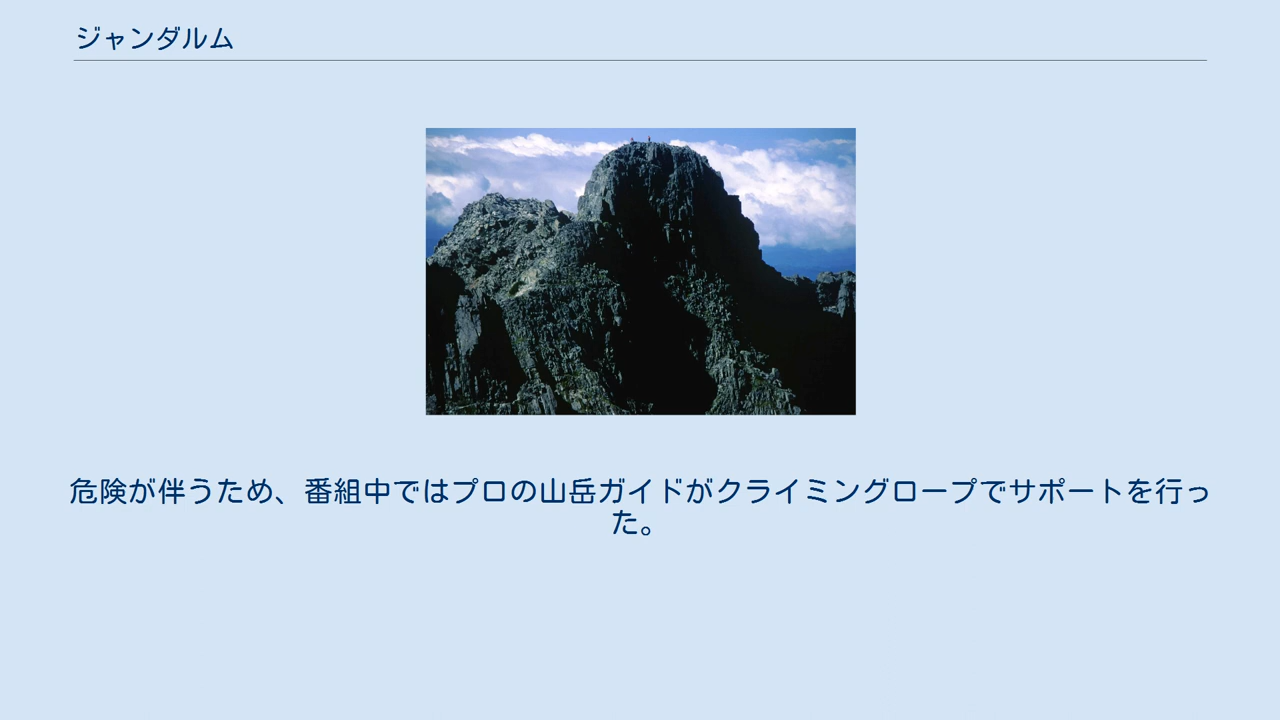 ジャンダルム
危険が伴うため、番組中ではプロの山岳ガイドがクライミングロープでサポートを行っ
た。